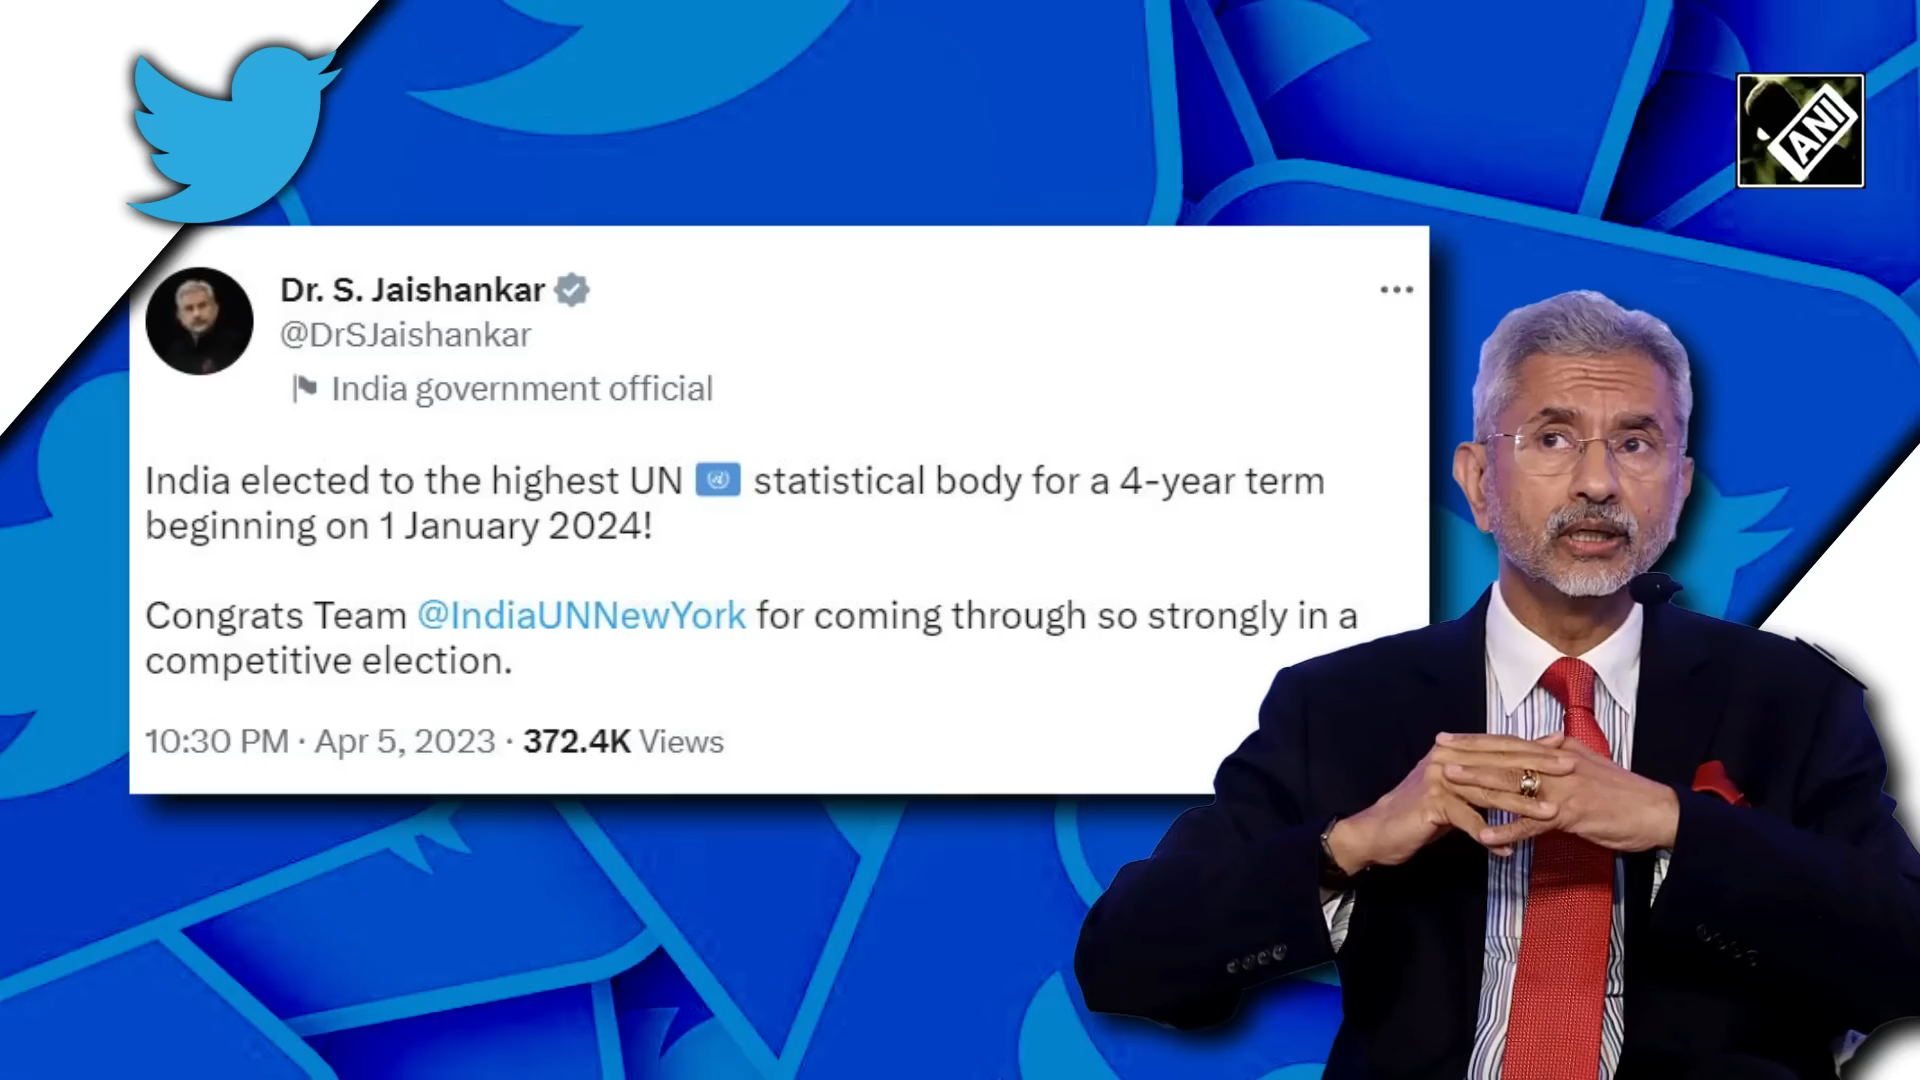 ANI
Dr. S. Jaishankar
@DrSJaishankar
India government official
India elected to the highest UN 🇺🇳 statistical body for a 4-year term
beginning on 1 January 2024!
Congrats Team @IndiaUNNewYork for coming through so strongly in a
competitive election.
10:30 PM · Apr 5, 2023 · 372.4K Views